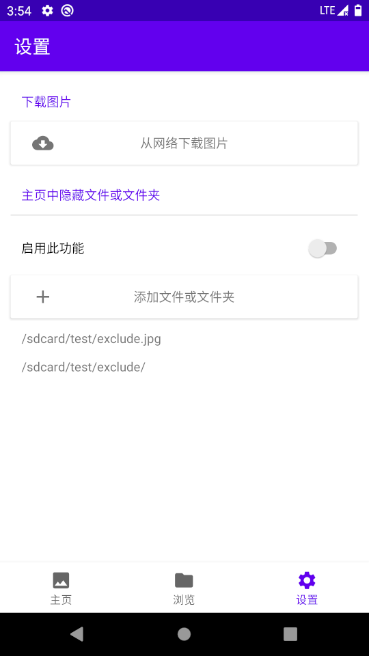 3:54
LTE
设置
下载图片
从网络下载图片
主页中隐藏文件或文件夹
启用此功能
添加文件或文件夹
/sdcard/test/exclude.jpg
/sdcard/test/exclude/
主页
浏览
设置